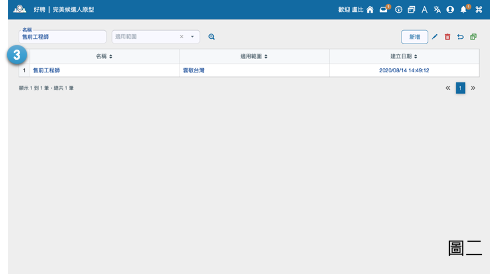 好聘 | 完美候選人原型
歡迎 盧比
名稱
售前工程師
適用範圍
新增
3
名稱 適用範圍 建立日期
1 售前工程師 雲馥台灣 2020/08/14 14:49:12
顯示 1 到 1 筆，總共 1 筆
« 1 »
圖二